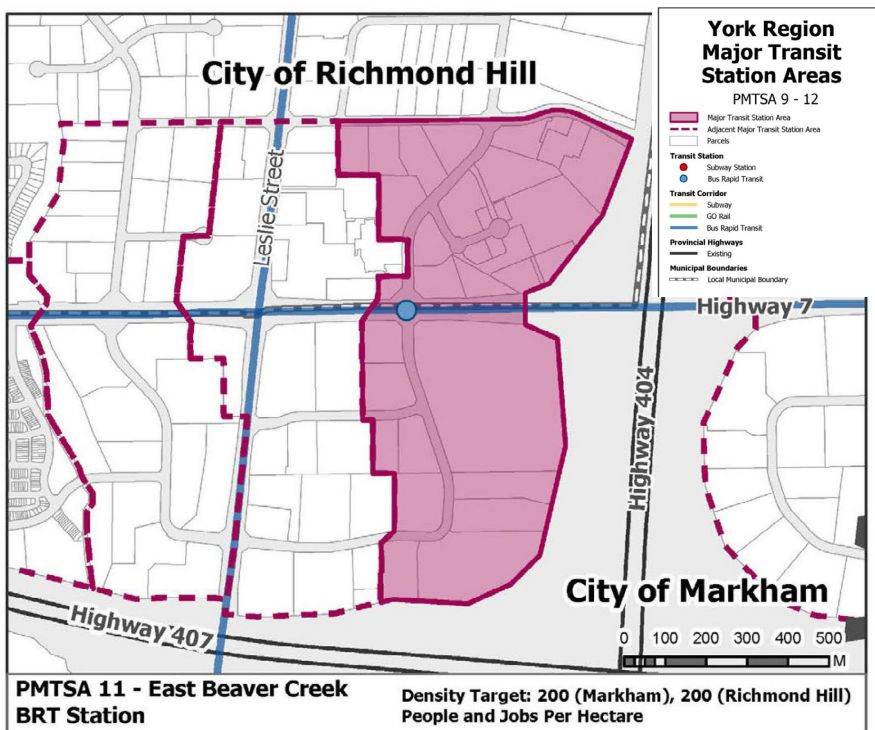 City of Richmond Hill
York Region
Major Transit
Station Areas
PMTSA 9 - 12
Major Transit Station Area
Adjacent Major Transit Station Area
Parcels
Transit Station
Subway Station
Bus Rapid Transit
Transit Corridor
Subway
GO Rail
Bus Rapid Transit
Provincial Highways
Existing
Municipal Boundaries
Local Municipal Boundary
Leslie Street
Highway 7
Highway 404
City of Markham
Highway 407
0 100 200 300 400 500
M
PMTSA 11 - East Beaver Creek
BRT Station
Density Target: 200 (Markham), 200 (Richmond Hill)
People and Jobs Per Hectare